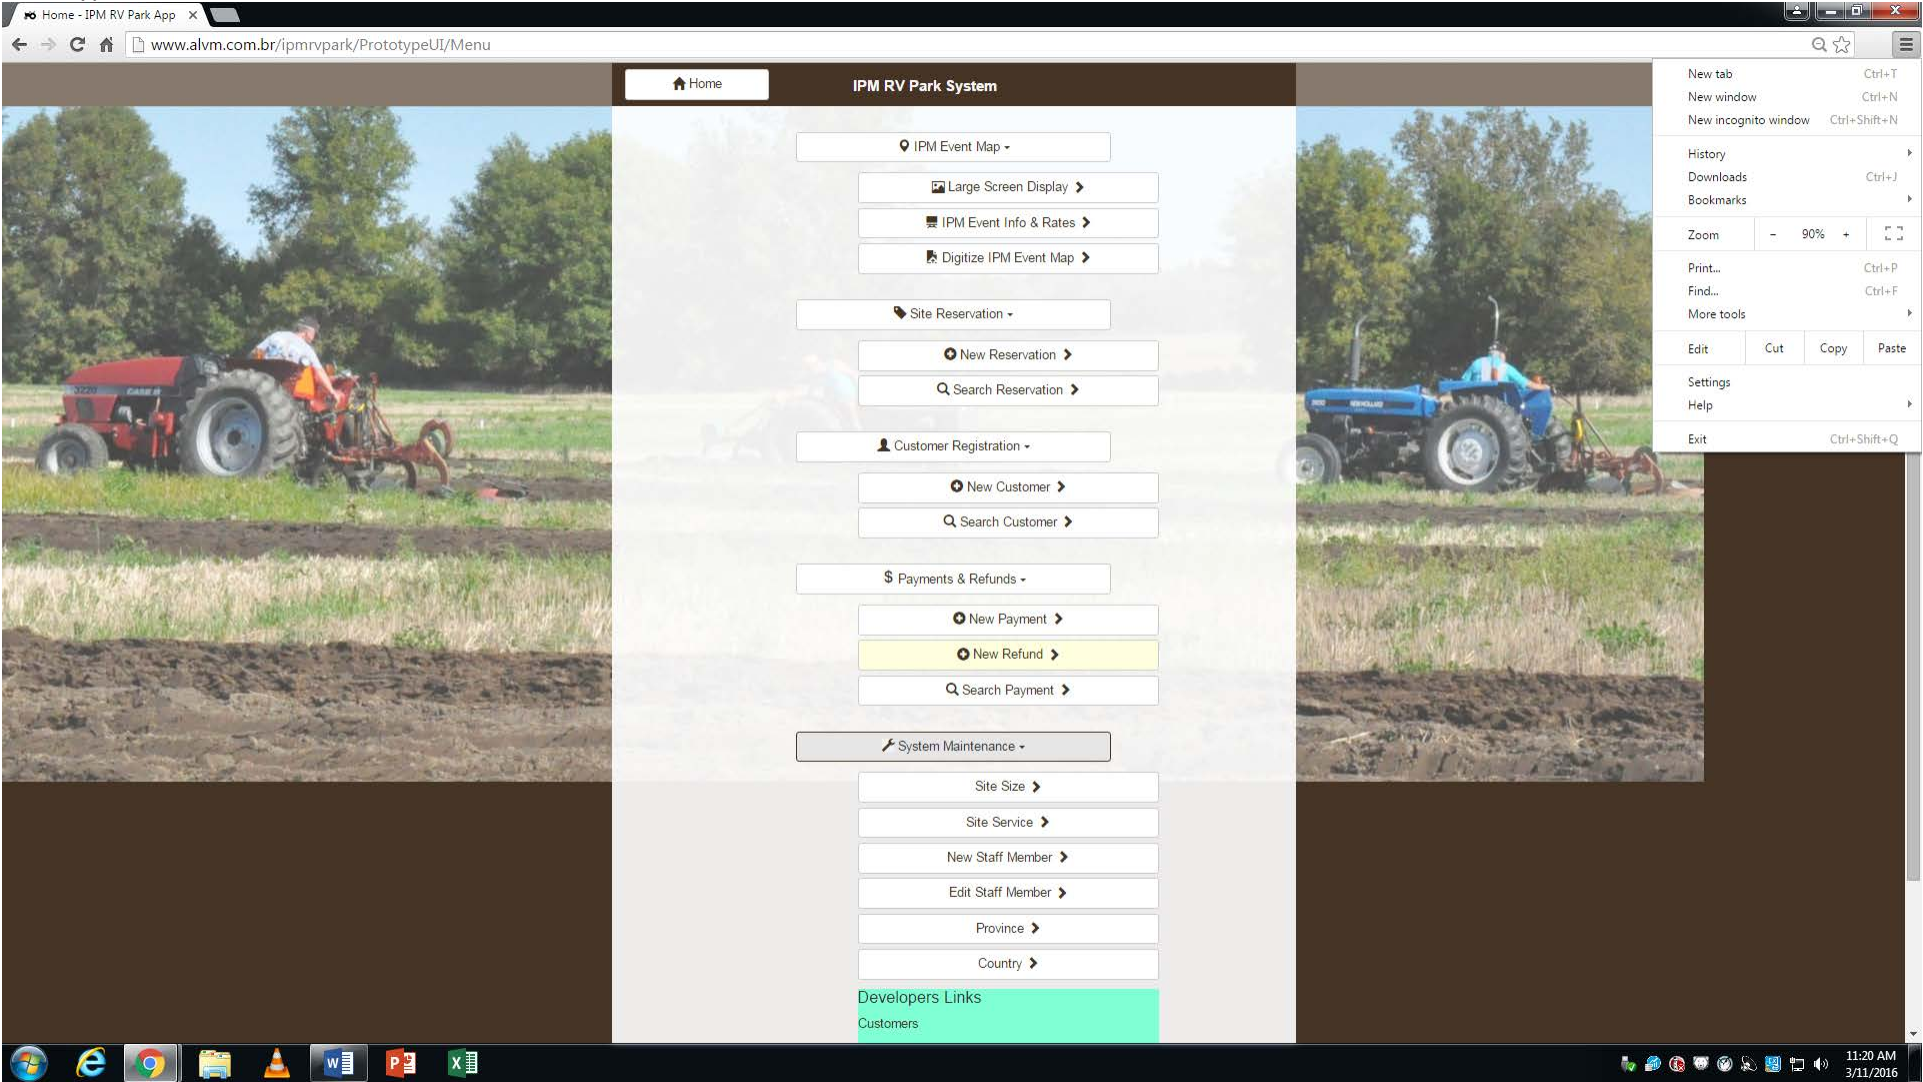 Home - IPM RV Park App
www.alvm.com.br/ipmrvpark/PrototypeUI/Menu
Home
IPM RV Park System
IPM Event Map
Large Screen Display
IPM Event Info & Rates
Digitize IPM Event Map
Site Reservation
New Reservation
Search Reservation
Customer Registration
New Customer
Search Customer
$ Payments & Refunds
New Payment
New Refund
Search Payment
System Maintenance
Site Size
Site Service
New Staff Member
Edit Staff Member
Province
Country
Developers Links
Customers
New tab Ctrl+T
New window Ctrl+N
New incognito window Ctrl+Shift+N
History
Downloads Ctrl+J
Bookmarks
Zoom - 90% +
Print... Ctrl+P
Find... Ctrl+F
More tools
Edit Cut Copy Paste
Settings
Help
Exit Ctrl+Shift+Q
3220 CASE IH
NEW HOLLAND
11:20 AM
3/11/2016